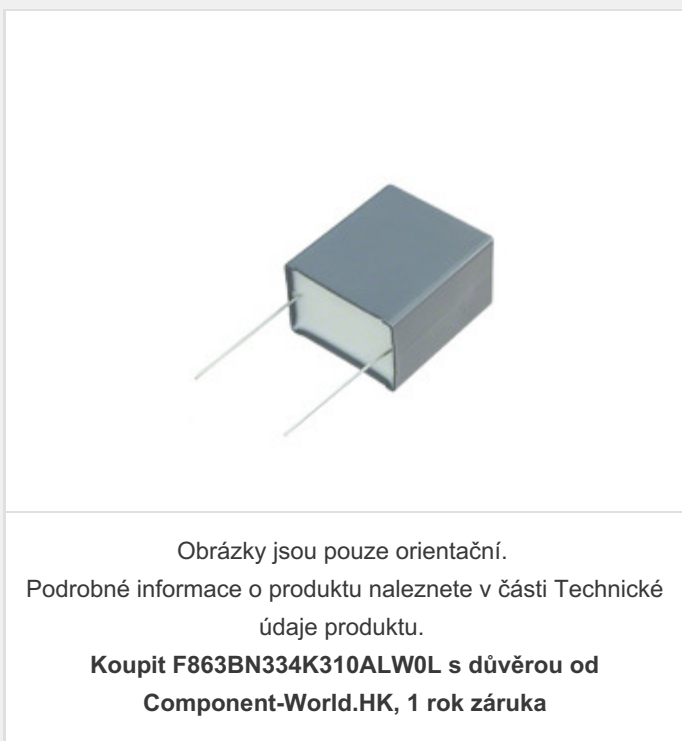 Obrázky jsou pouze orientační.
Podrobné informace o produktu naleznete v části Technické
údaje produktu.
Koupit F863BN334K310ALW0L s důvěrou od
Component-World.HK, 1 rok záruka